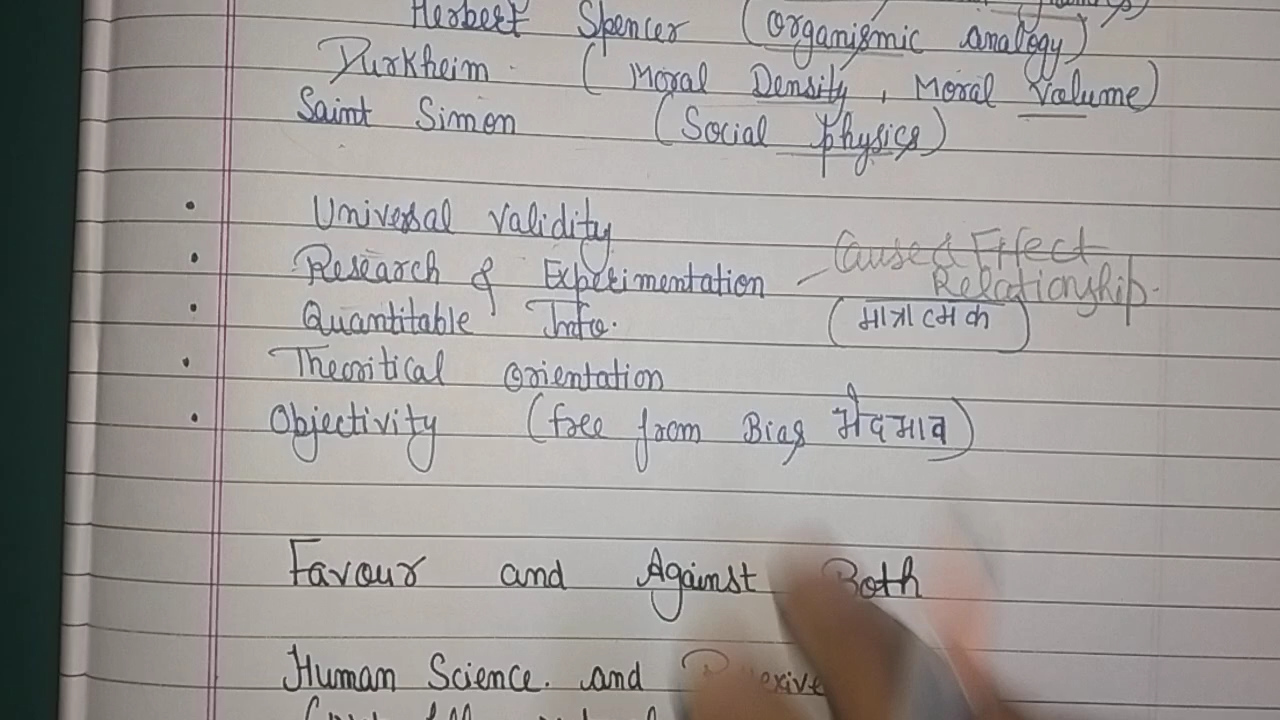 Herbert Spencer (Organismic analogy)
Durkheim (Moral Density, Moral Volume)
Saint Simon (Social Physics)
• Universal validity
• Research & Experimentation – Cause & Effect Relationship.
• Quantitable Info. (मात्रात्मक)
• Theoritical orientation
• Objectivity (free from Bias भेदभाव)
Favour and Against Both
Human Science. and